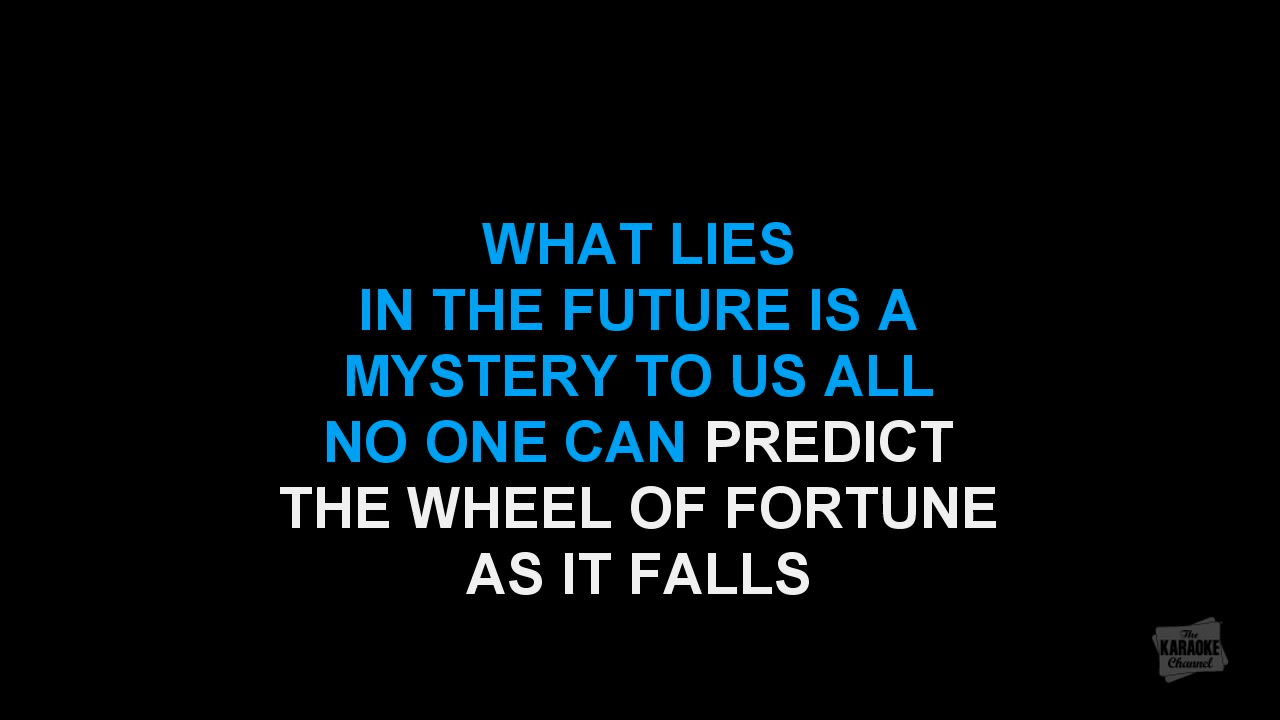 WHAT LIES
IN THE FUTURE IS A
MYSTERY TO US ALL
NO ONE CAN PREDICT
THE WHEEL OF FORTUNE
AS IT FALLS
The
KARAOKE
Channel